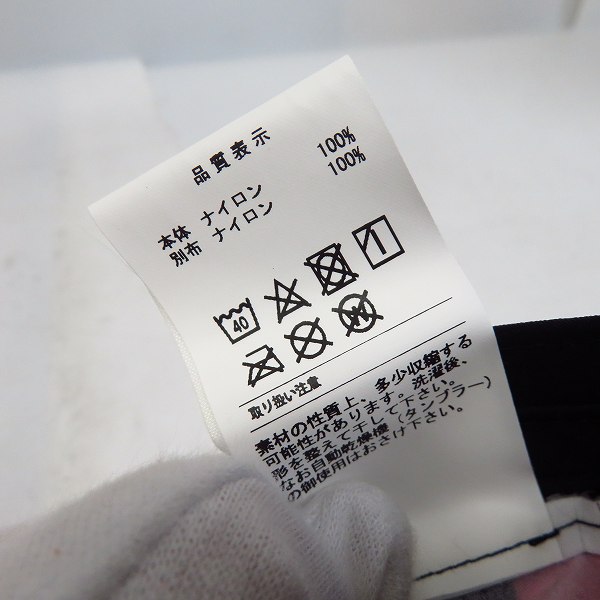 品質表示
本体 ナイロン 100%
別布 ナイロン 100%
40
取り扱い注意
素材の性質上、多少収縮する
可能性があります。洗濯後、
形を整えて干して下さい。
なお自動乾燥機（タンブラー）
の御使用はおさけ下さい。